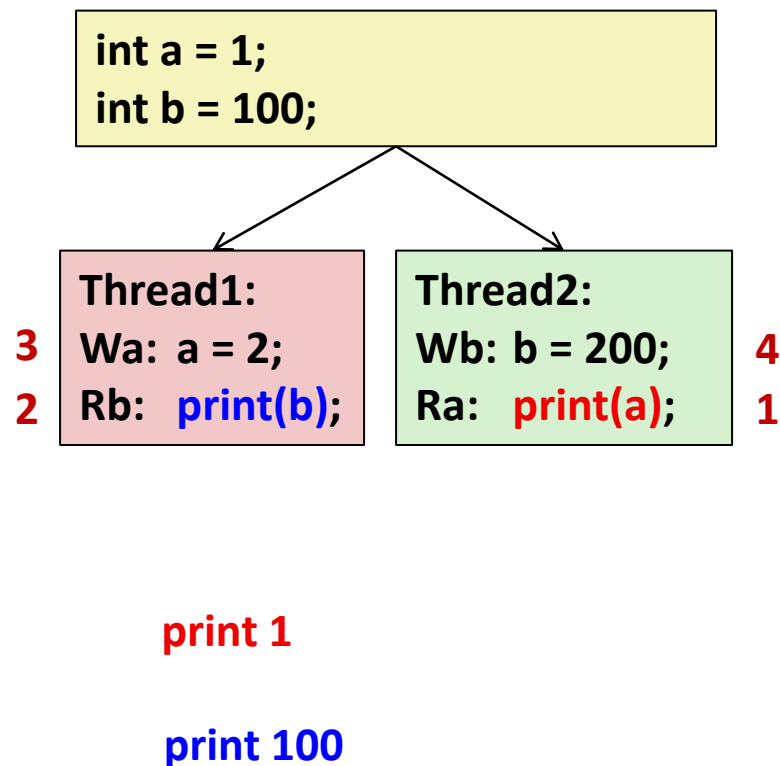 int a = 1;
int b = 100;
Thread1:
3 Wa: a = 2;
2 Rb: print(b);
Thread2:
Wb: b = 200; 4
Ra: print(a); 1
print 1
print 100